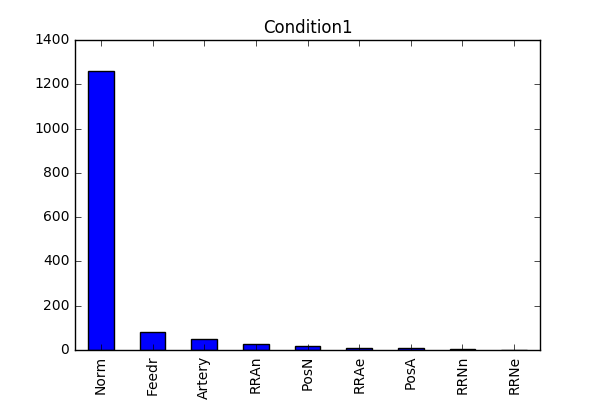 Condition1
1400
1200
1000
800
600
400
200
0
Norm
Feedr
Artery
RRAn
PosN
RRAe
PosA
RRNn
RRNe